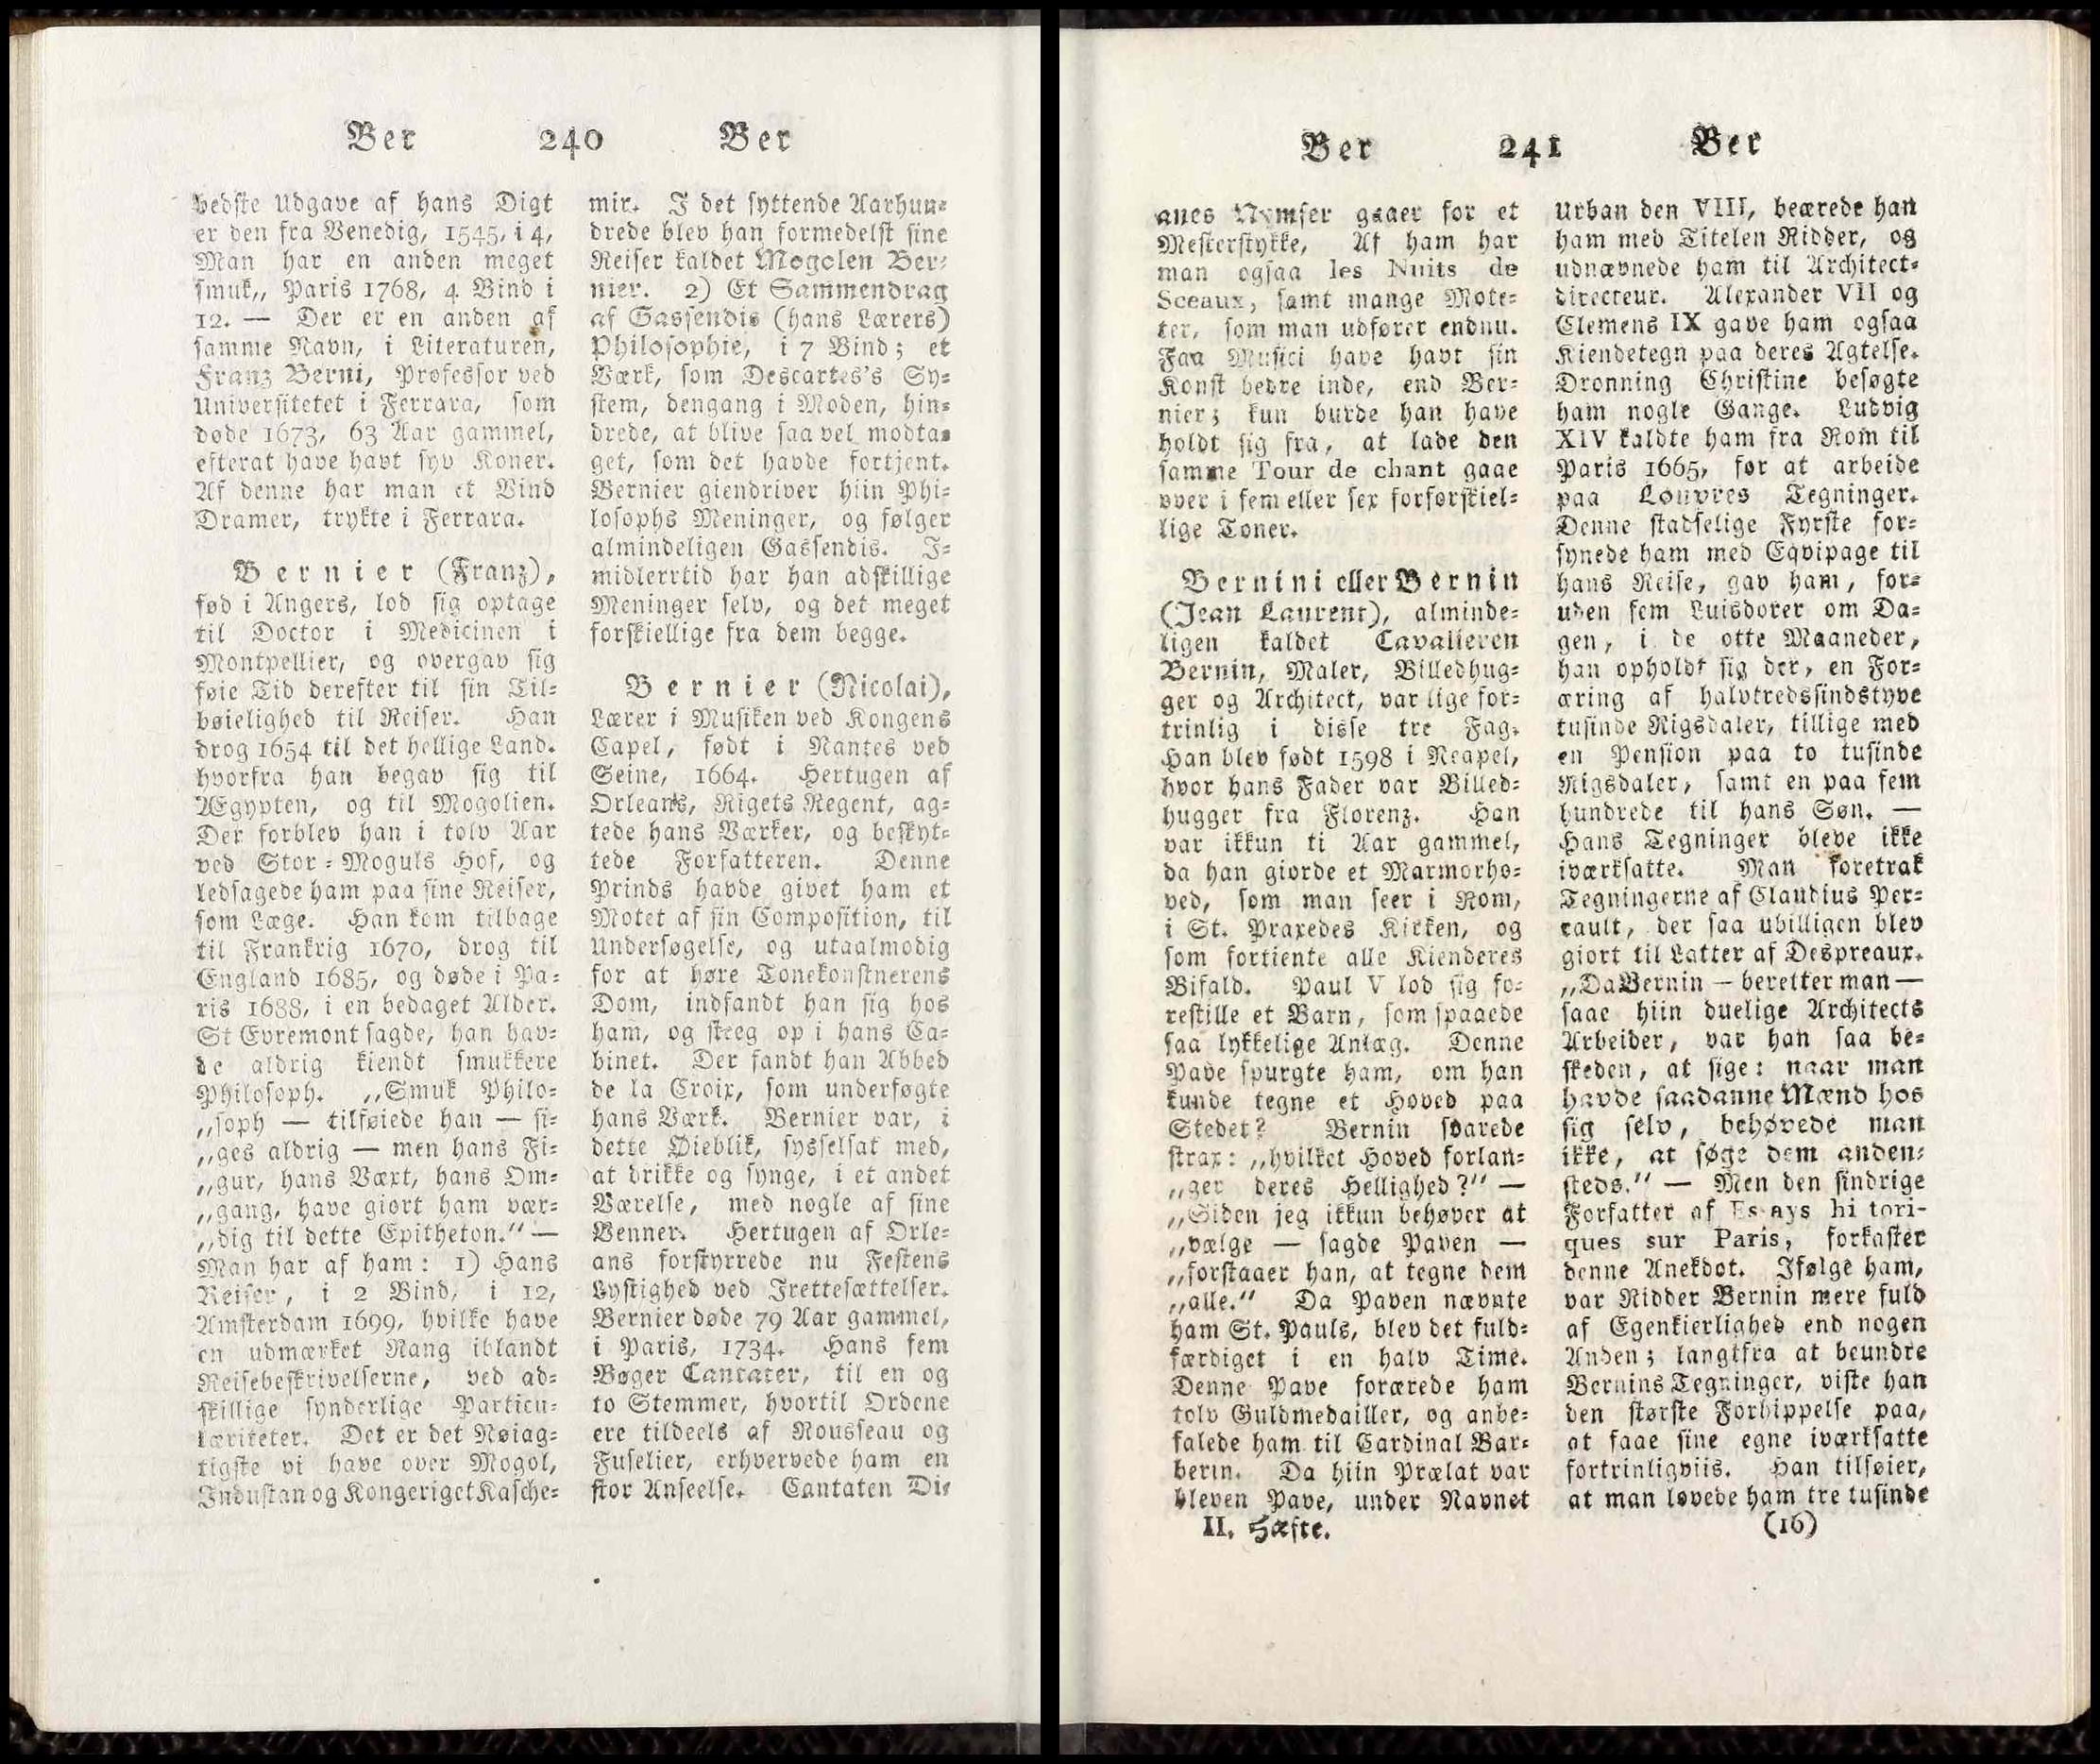 Ber 240 Ber
bedste Udgave af hans Digt
er den fra Venedig, 1545, i 4,
Man har en anden meget
smuk,, Paris 1768, 4 Bind i
12. — Der er en anden af
samme Navn, i Literaturen,
Franz Berni, Professor ved
Universitetet i Ferrara, som
døde 1673, 63 Aar gammel,
efterat have havt syv Koner.
Af denne har man et Bind
Dramer, trykte i Ferrara.
Bernier (Franz),
fød i Angers, lod sig optage
til Doctor i Medicinen i
Montpellier, og overgav sig
føie Tid derefter til sin Til-
bøielighed til Reiser. Han
drog 1654 til det hellige Land.
hvorfra han begav sig til
Ægypten, og til Mogolien.
Der forblev han i tolv Aar
ved Stor-Moguls Hof, og
ledsagede ham paa sine Reiser,
som Læge. Han kom tilbage
til Frankrig 1670, drog til
England 1685, og døde i Pa-
ris 1688, i en bedaget Alder.
St Evremont sagde, han hav-
de aldrig kiendt smukkere
Philosoph. „Smuk Philo-
„soph — tilføiede han — si-
„ges aldrig — men hans Fi-
„gur, hans Vært, hans Om-
„gang, have giort ham vær-
„dig til dette Epitheton." —
Man har af ham: 1) Hans
Reiser, i 2 Bind, i 12,
Amsterdam 1699, hvilke have
en udmærket Rang iblandt
Reisebeskrivelserne, ved ad-
skillige synderlige Particu-
læriteter. Det er det Nøiag-
tigste vi have over Mogol,
Industan og Kongeriget Kasche-
mir. I det syttende Aarhun-
drede blev han formedelst sine
Reiser kaldet Mogolen Ber-
nier. 2) Et Sammendrag
af Gassendis (hans Lærers)
Philosophie, i 7 Bind; et
Værk, som Descartes's Sy-
stem, dengang i Moden, hin-
drede, at blive saa vel modta-
get, som det havde fortjent.
Bernier giendriver hiin Phi-
losophs Meninger, og følger
almindeligen Gassendis. I-
midlerrtid har han adskillige
Meninger selv, og det meget
forskiellige fra dem begge.
Bernier (Nicolai),
Lærer i Musiken ved Kongens
Capel, født i Nantes ved
Seine, 1664. Hertugen af
Orleans, Rigets Regent, ag-
tede hans Værker, og beskyt-
tede Forfatteren. Denne
Prinds havde givet ham et
Motet af sin Composition, til
Undersøgelse, og utaalmodig
for at høre Tonekonstnerens
Dom, indfandt han sig hos
ham, og steeg op i hans Ca-
binet. Der fandt han Abbed
de la Croix, som undersøgte
hans Værk. Bernier var, i
dette Øieblik, sysselsat med,
at drikke og synge, i et andet
Værelse, med nogle af sine
Venner. Hertugen af Orle-
ans forstyrrede nu Festens
Lystighed ved Irettesættelser.
Bernier døde 79 Aar gammel,
i Paris, 1734. Hans fem
Bøger Cantater, til en og
to Stemmer, hvortil Ordene
ere tildeels af Rousseau og
Fuselier, erhvervede ham en
stor Anseelse. Cantaten Di-
Ber 241 Ber
anes Nymfer gaaer for et
Mesterstykke, Af ham har
man ogsaa les Nuits de
Sceaux, samt mange Mote-
ter, som man udfører endnu.
Faa Musici have havt sin
Konst bedre inde, end Ber-
nier; kun burde han have
holdt sig fra, at lade den
samme Tour de chant gaae
over i fem eller sex forførskiel-
lige Toner.
Bernini eller Bernin
(Jean Laurent), alminde-
ligen kaldet Cavalieren
Bernin, Maler, Billedhug-
ger og Architect, var lige for-
trinlig i disse tre Fag.
Han blev født 1598 i Neapel,
hvor hans Fader var Billed-
hugger fra Florenz. Han
var ikkun ti Aar gammel,
da han giorde et Marmorho-
ved, som man seer i Rom,
i St. Praxedes Kirken, og
som fortiente alle Kienderes
Bifald. Paul V lod sig fo-
restille et Barn, som spaaede
saa lykkelige Anlæg. Denne
Pave spurgte ham, om han
kunde tegne et Hoved paa
Stedet? Bernin svarede
strax: „hvilket Hoved forlan-
„ger deres Hellighed?" —
„Siden jeg ikkun behøver at
„vælge — sagde Paven —
„forstaaer han, at tegne dem
„alle." Da Paven nævnte
ham St. Pauls, blev det fuld-
færdiget i en halv Time.
Denne Pave forærede ham
tolv Guldmedailler, og anbe-
falede ham til Cardinal Bar-
berin. Da hiin Prælat var
bleven Pave, under Navnet
II. Hæfte.
Urban den VIII, beærede han
ham med Titelen Ridder, og
udnævnede ham til Architect-
directeur. Alexander VII og
Clemens IX gave ham ogsaa
Kiendetegn paa deres Agtelse.
Dronning Christine besøgte
ham nogle Gange. Ludvig
XIV kaldte ham fra Rom til
Paris 1665, for at arbeide
paa Louvres Tegninger.
Denne stadselige Fyrste for-
synede ham med Eqvipage til
hans Reise, gav ham, for-
uden fem Luisdorer om Da-
gen, i de otte Maaneder,
han opholdt sig der, en For-
æring af halvtredssindstyve
tusinde Rigsdaler, tillige med
en Pension paa to tusinde
Rigsdaler, samt en paa fem
hundrede til hans Søn. —
Hans Tegninger bleve ikke
iværksatte. Man foretrak
Tegningerne af Claudius Per-
rault, der saa ubilligen blev
giort til Latter af Despreaux.
„Da Bernin — beretter man —
saae hiin duelige Architects
Arbeider, var han saa be-
skeden, at sige: naar man
havde saadanne Mænd hos
sig selv, behøvede man
ikke, at søge dem anden-
steds." — Men den sindrige
Forfatter af Essays hi tori-
ques sur Paris, forkaster
denne Anekdot. Ifølge ham,
var Ridder Bernin mere fuld
af Egenkierlighed end nogen
Anden; langtfra at beundre
Bernins Tegninger, viste han
den største Forhippelse paa,
at faae sine egne iværksatte
fortrinligviis. Han tilføier,
at man lovede ham tre tusinde
(16)